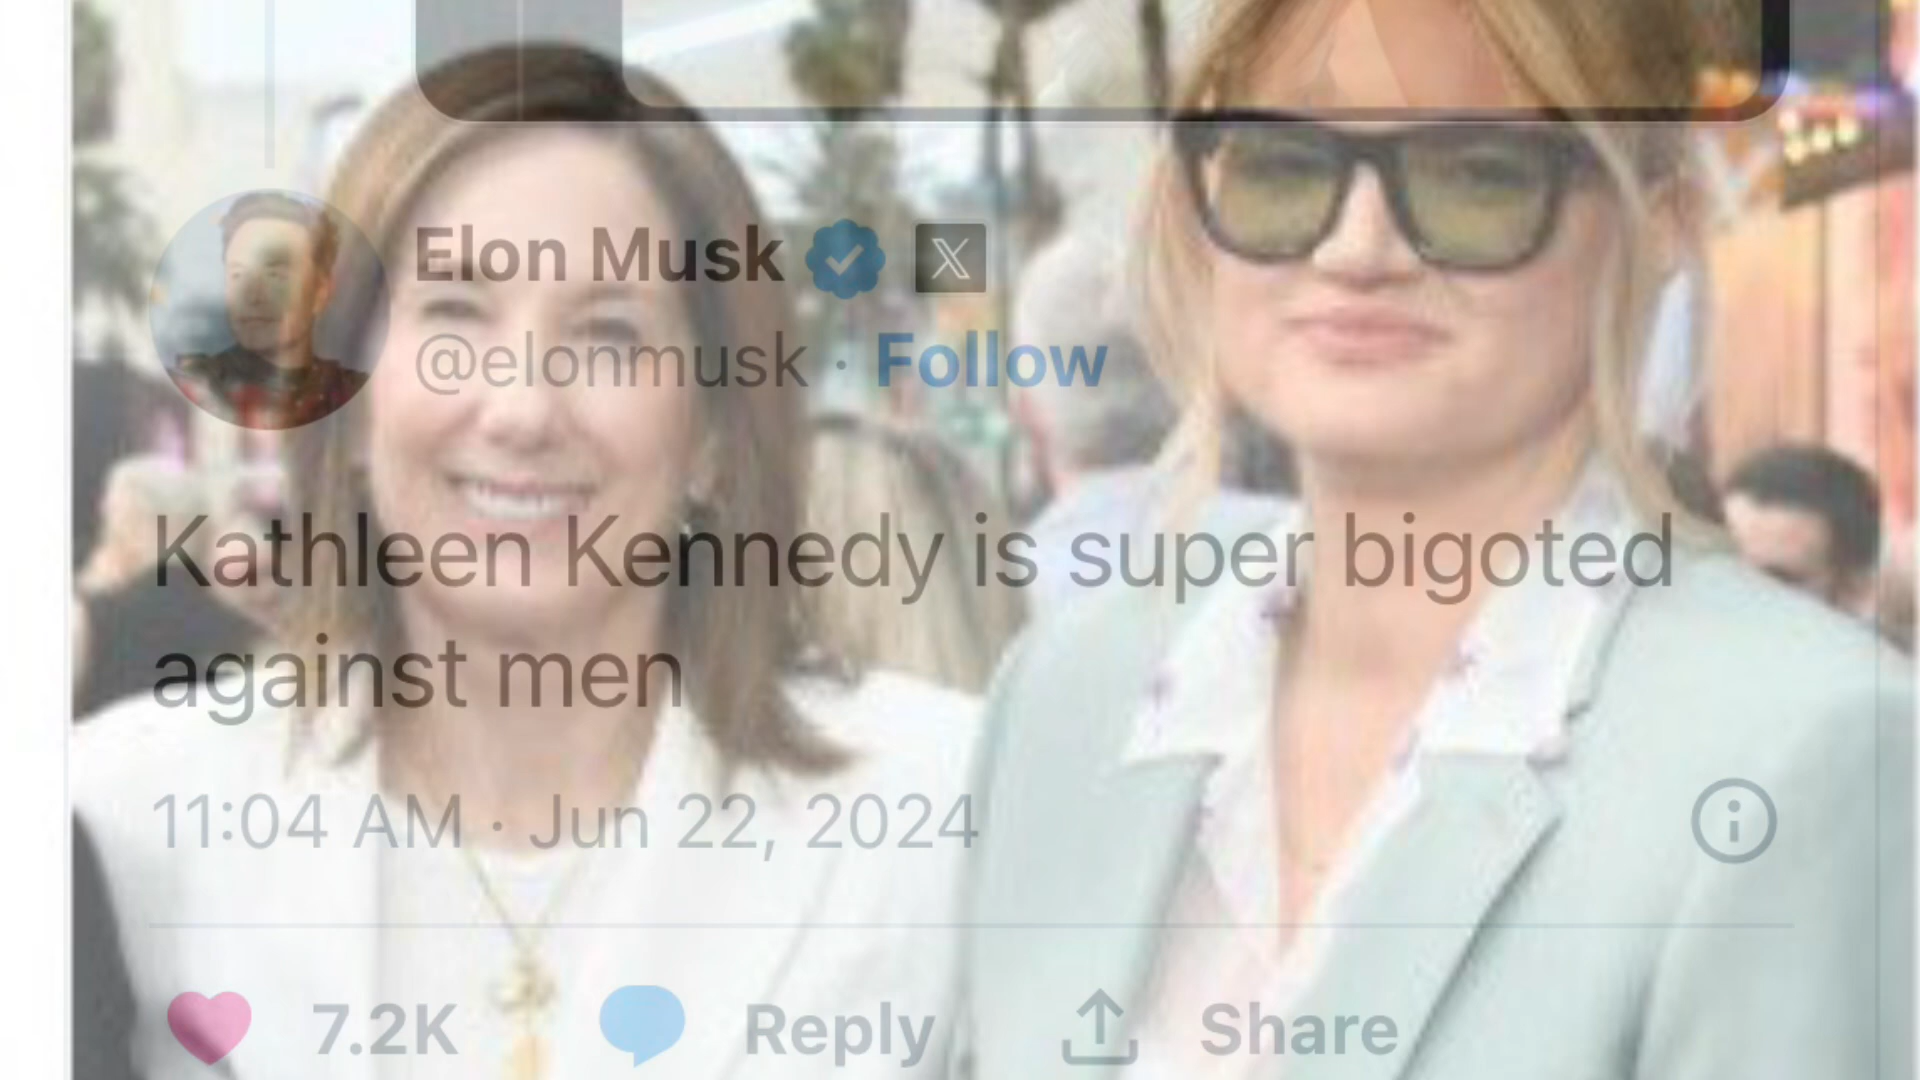 Elon Musk
@elonmusk · Follow
Kathleen Kennedy is super bigoted
against men
11:04 AM · Jun 22, 2024
7.2K Reply Share